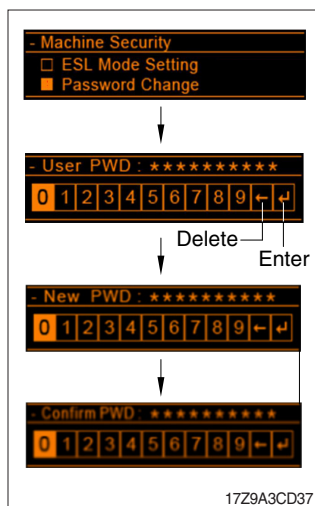 - Machine Security
□ ESL Mode Setting
■ Password Change
- User PWD : **********
0 1 2 3 4 5 6 7 8 9 ← ↵
Delete
Enter
- New PWD : **********
0 1 2 3 4 5 6 7 8 9 ← ↵
- Confirm PWD : **********
0 1 2 3 4 5 6 7 8 9 ← ↵
17Z9A3CD37